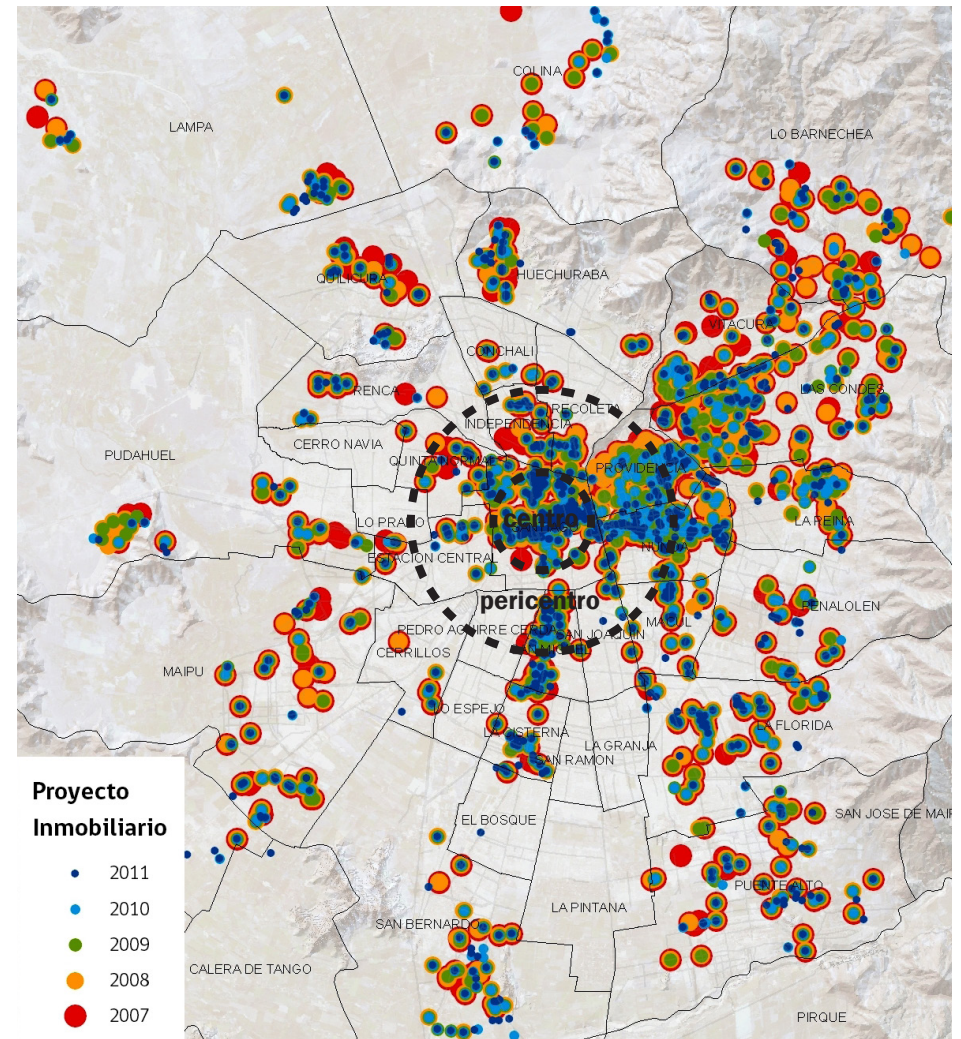 COLINA
LAMPA
LO BARNECHEA
QUILICURA
HUECHURABA
VITACURA
CONCHALI
RENCA
LAS CONDES
RECOLETA
INDEPENDENCIA
CERRO NAVIA
PUDAHUEL
QUINTA NORMAL
PROVIDENCIA
LO PRADO
centro
LA REINA
ESTACION CENTRAL
pericentro
PEÑALOLEN
MACUL
PEDRO AGUIRRE CERDA
SAN JOAQUIN
CERRILLOS
MAIPU
LO ESPEJO
LA CISTERNA
LA FLORIDA
LA GRANJA
SAN RAMON
EL BOSQUE
SAN JOSE DE MAIP
PUENTE ALTO
LA PINTANA
SAN BERNARDO
CALERA DE TANGO
PIRQUE
Proyecto
Inmobiliario
2011
2010
2009
2008
2007